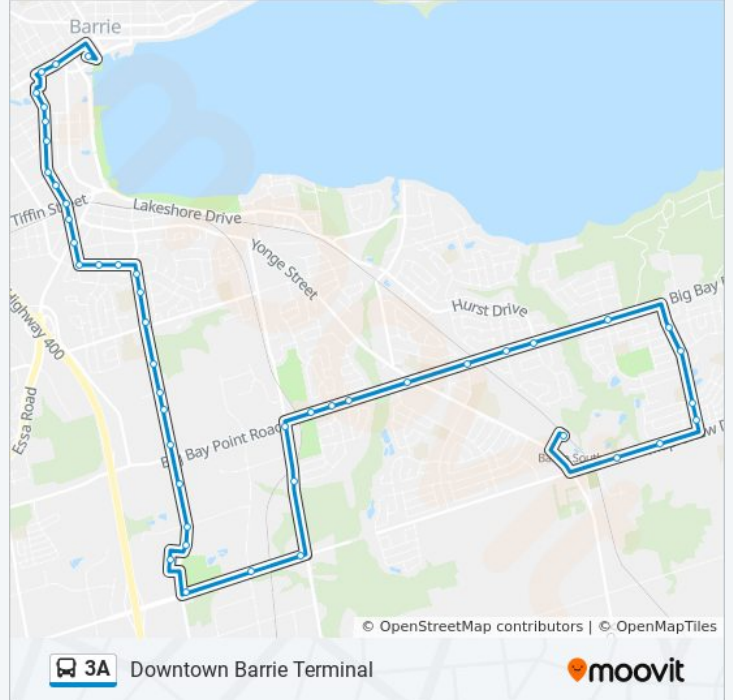 Barrie
Tiffin Street
Lakeshore Drive
Yonge Street
Highway 400
Hurst Drive
Big Bay
Essa Road
Big Bay Point Road
© OpenStreetMap contributors | © OpenMapTiles
3A
Downtown Barrie Terminal
moovit